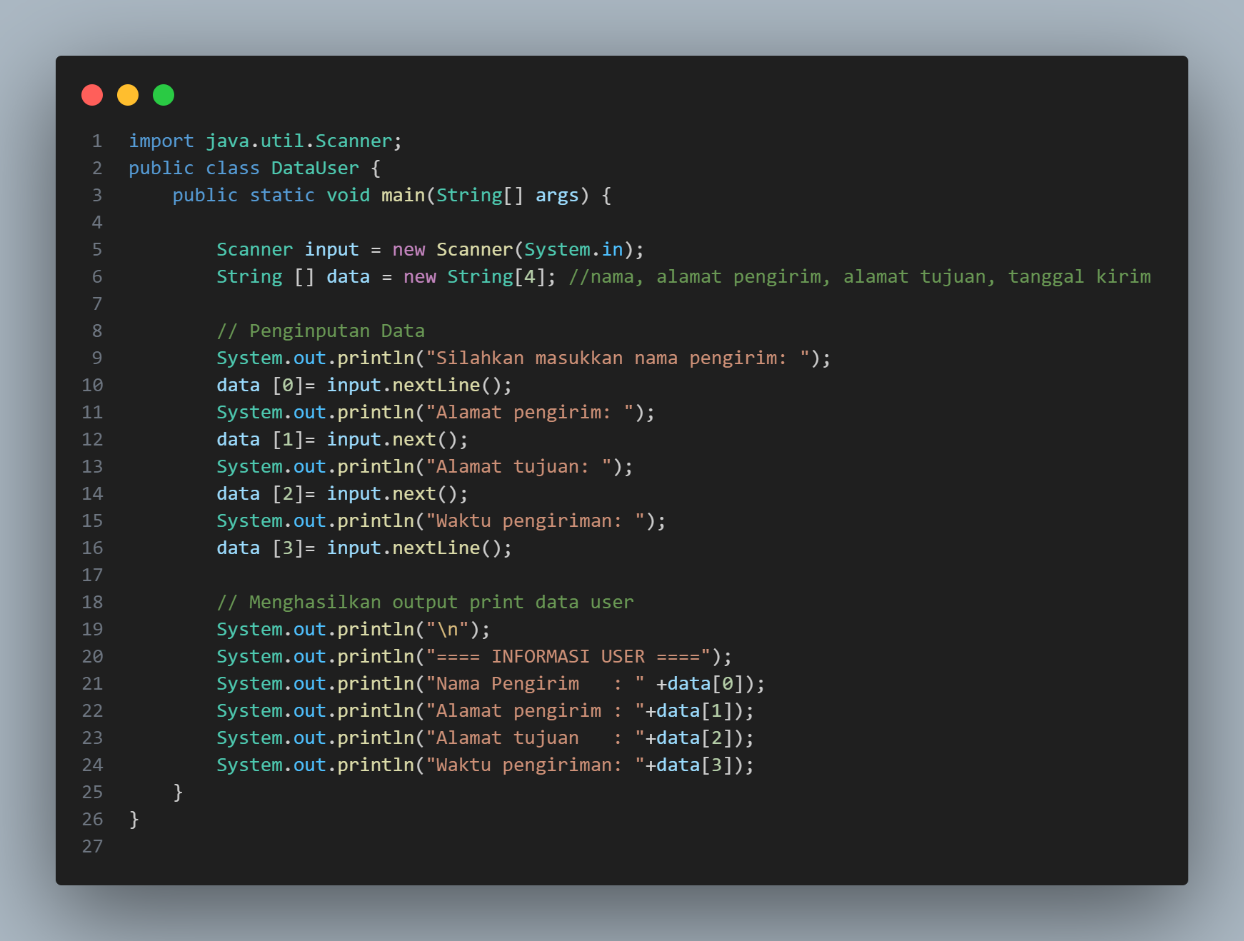 1 import java.util.Scanner;
2 public class DataUser {
3     public static void main(String[] args) {
4
5         Scanner input = new Scanner(System.in);
6         String [] data = new String[4]; //nama, alamat pengirim, alamat tujuan, tanggal kirim
7
8         // Penginputan Data
9         System.out.println("Silahkan masukkan nama pengirim: ");
10         data [0]= input.nextLine();
11         System.out.println("Alamat pengirim: ");
12         data [1]= input.next();
13         System.out.println("Alamat tujuan: ");
14         data [2]= input.next();
15         System.out.println("Waktu pengiriman: ");
16         data [3]= input.nextLine();
17
18         // Menghasilkan output print data user
19         System.out.println("\n");
20         System.out.println("==== INFORMASI USER ====");
21         System.out.println("Nama Pengirim   : " +data[0]);
22         System.out.println("Alamat pengirim : "+data[1]);
23         System.out.println("Alamat tujuan   : "+data[2]);
24         System.out.println("Waktu pengiriman: "+data[3]);
25     }
26 }
27